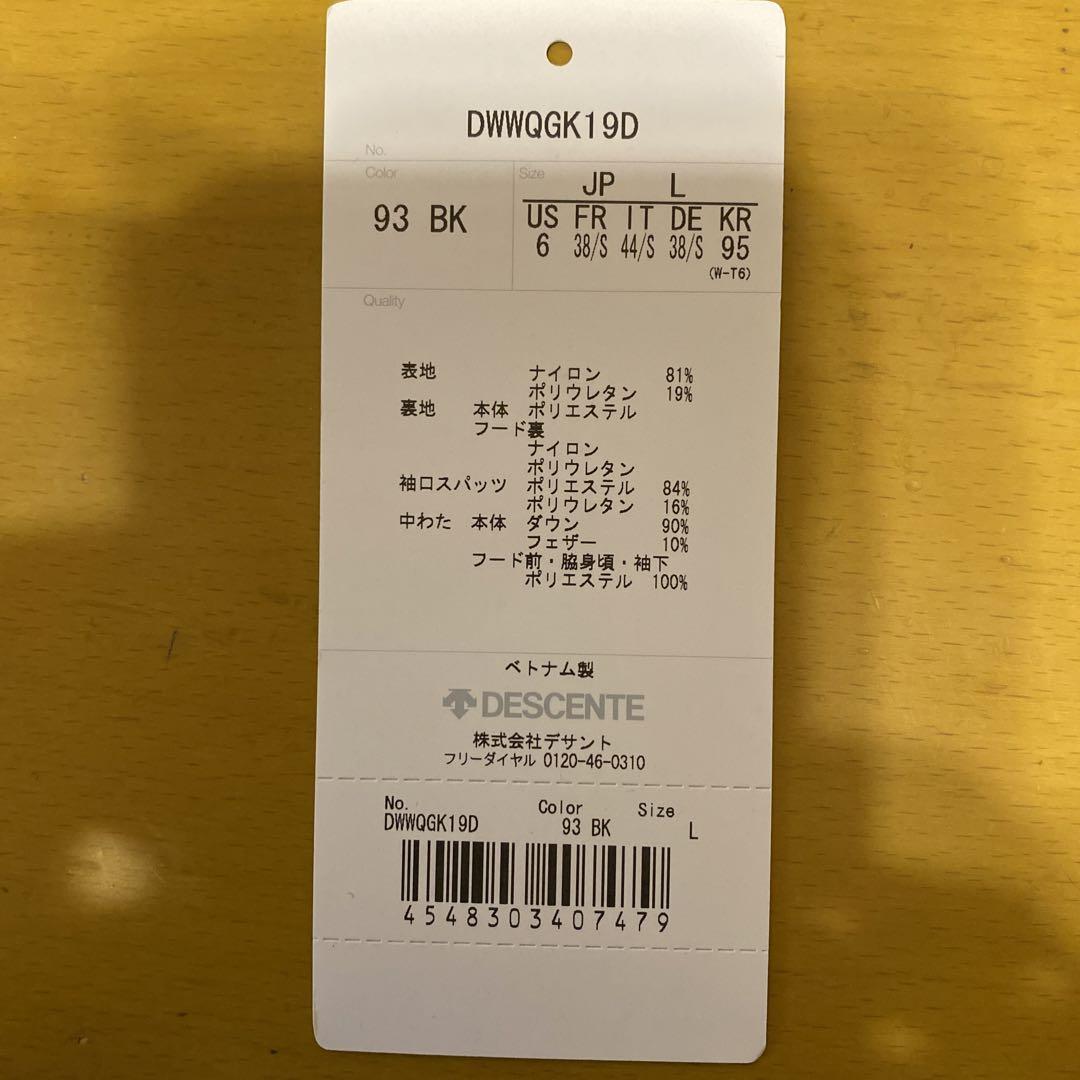 DWWQGK19D
No.
Color
Size
JP L
93 BK
US FR IT DE KR
6 38/S 44/S 38/S 95
(W-T6)
Quality
表地 ナイロン 81%
ポリウレタン 19%
裏地 本体 ポリエステル
フード裏
ナイロン
ポリウレタン
袖口スパッツ ポリエステル 84%
ポリウレタン 16%
中わた 本体 ダウン 90%
フェザー 10%
フード前・脇身頃・袖下
ポリエステル 100%
ベトナム製
DESCENTE
株式会社デサント
フリーダイヤル 0120-46-0310
No. Color Size
DWWQGK19D 93 BK L
4548303407479